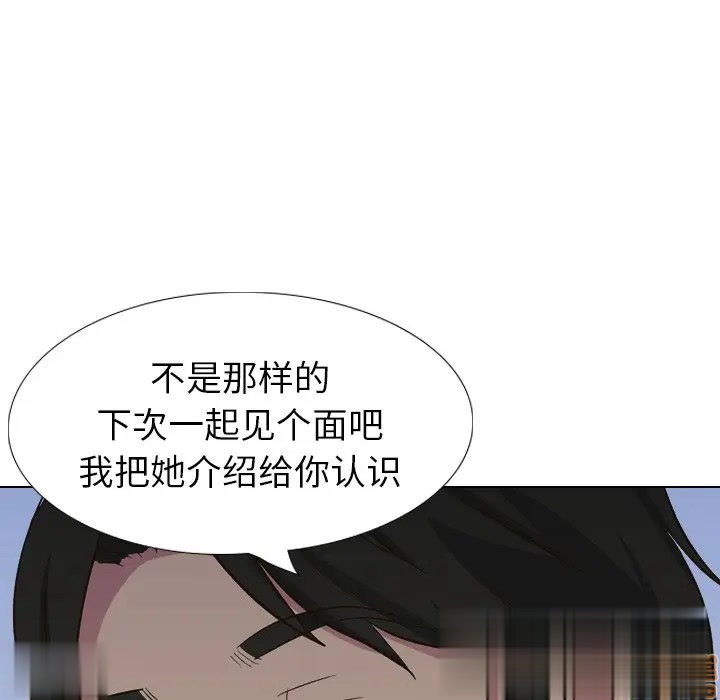 不是那样的
下次一起见个面吧
我把她介绍给你认识